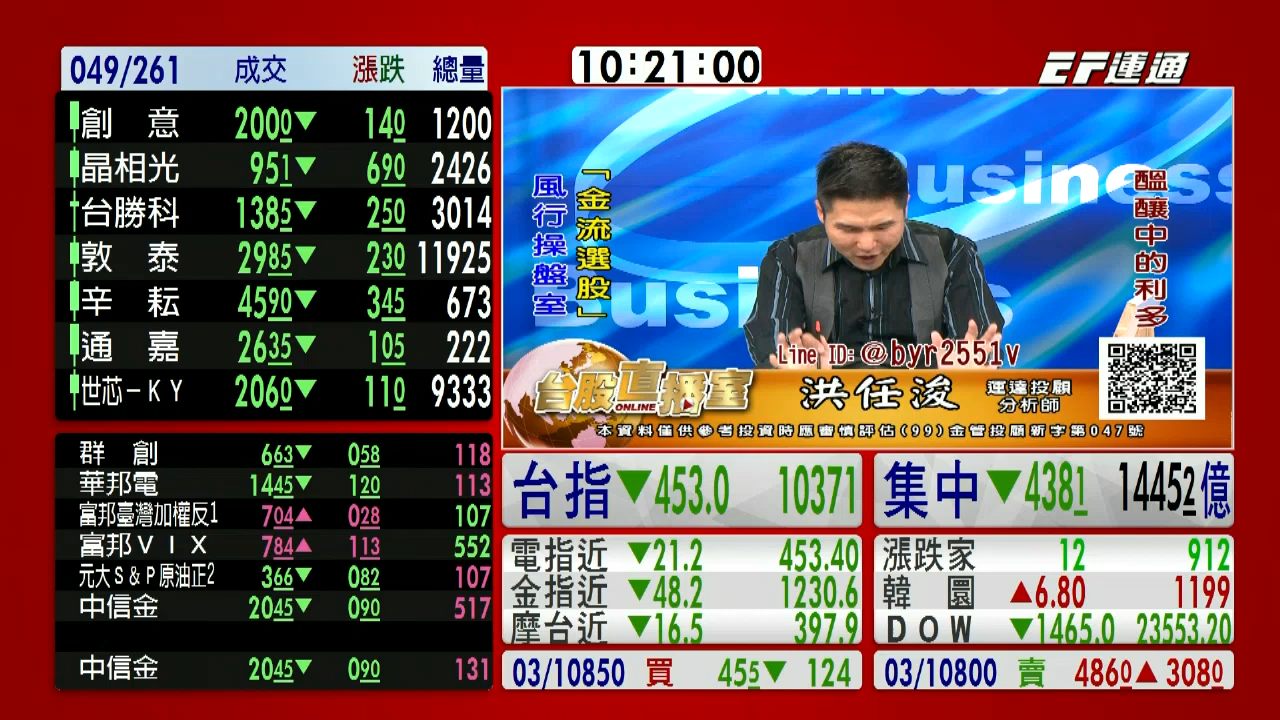 049/261 成交 漲跌 總量
創 意 2000▼ 140 1200
晶相光 951▼ 690 2426
台勝科 1385▼ 250 3014
敦 泰 2985▼ 230 11925
辛 耘 4590▼ 345 673
通 嘉 2635▼ 105 222
世芯-KY 2060▼ 110 9333
群 創 663▼ 058 118
華邦電 1445▼ 120 113
富邦臺灣加權反1 704▲ 028 107
富邦VIX 784▲ 113 552
元大S&P原油正2 366▼ 082 107
中信金 2045▼ 090 517
中信金 2045▼ 090 131
10:21:00
EF運通
Business
Business
「金流選股」
風行操盤室
醞釀中的利多
Line ID:@byr2551v
台股直播室
ONLINE
洪任浚
運達投顧
分析師
本資料僅供參考投資時應審慎評估(99)金管投顧新字第047號
台指▼453.0 10371
電指近 ▼21.2 453.40
金指近 ▼48.2 1230.6
摩台近 ▼16.5 397.9
03/10850 買 455▼ 124
集中▼4381 14452億
漲跌家 12 912
韓 圜 ▲6.80 1199
DOW ▼1465.0 23553.20
03/10800 賣 4860▲ 3080